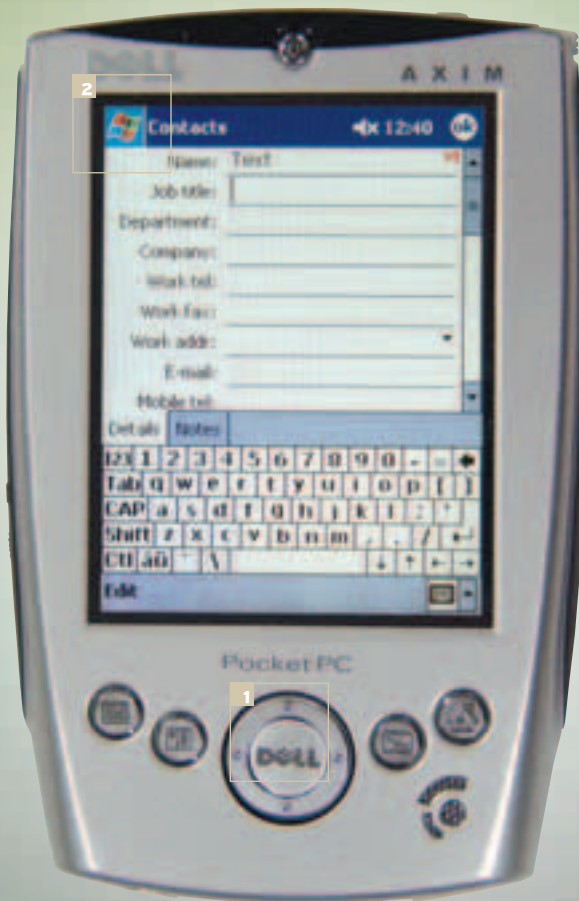 DELL
A X I M
2
Contacts 12:40 ok
Name: Test
Job title:
Department:
Company:
Work tel:
Work fax:
Work addr:
E-mail:
Mobile tel:
Details Notes
123 1 2 3 4 5 6 7 8 9 0 - = 
Tab q w e r t y u i o p [ ]
CAP a s d f g h j k l ; '
Shift z x c v b n m , . /
Ctl áü ` \
Edit
Pocket PC
1
DELL